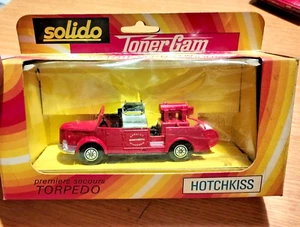 solido
TonerGam
premiers secours
TORPEDO
HOTCHKISS